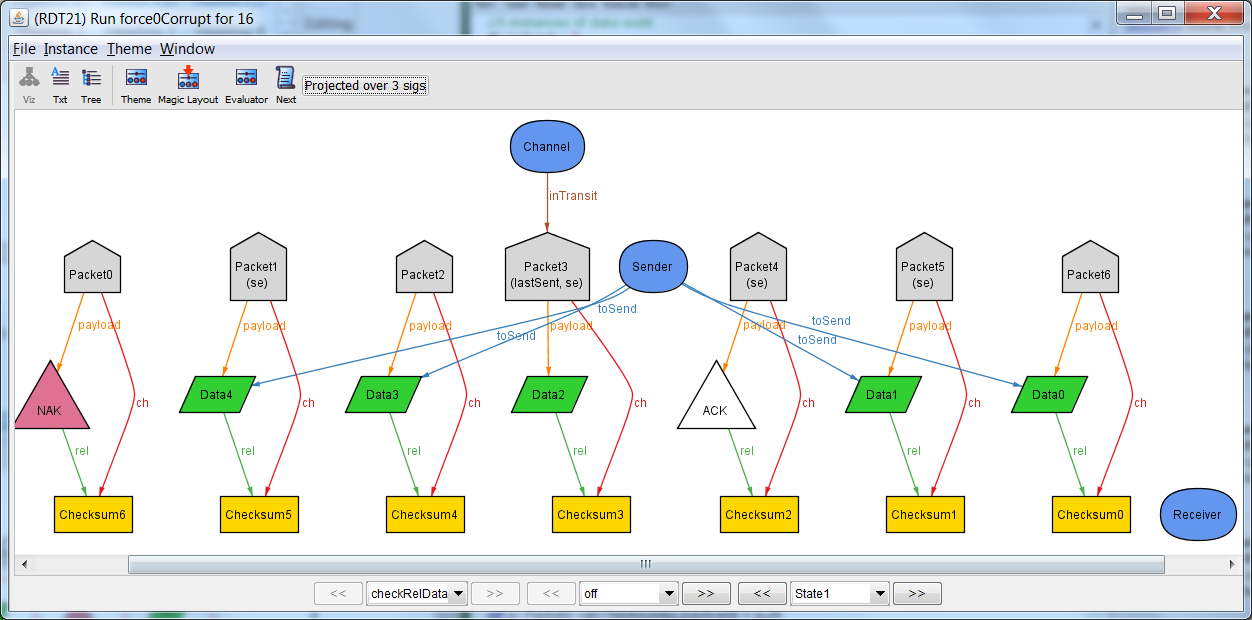 (RDT21) Run force0Corrupt for 16
File Instance Theme Window
Viz Txt Tree Theme Magic Layout Evaluator Next Projected over 3 sigs
Channel
inTransit
Packet0
Packet1
(se)
Packet2
Packet3
(lastSent, se)
Sender
Packet4
(se)
Packet5
(se)
Packet6
toSend
toSend
toSend
toSend
payload
payload
payload
payload
payload
payload
payload
NAK
Data4
Data3
Data2
ACK
Data1
Data0
ch
ch
ch
ch
ch
ch
ch
rel
rel
rel
rel
rel
rel
rel
Checksum6
Checksum5
Checksum4
Checksum3
Checksum2
Checksum1
Checksum0
Receiver
<< checkRelData >> << off >> << State1 >>